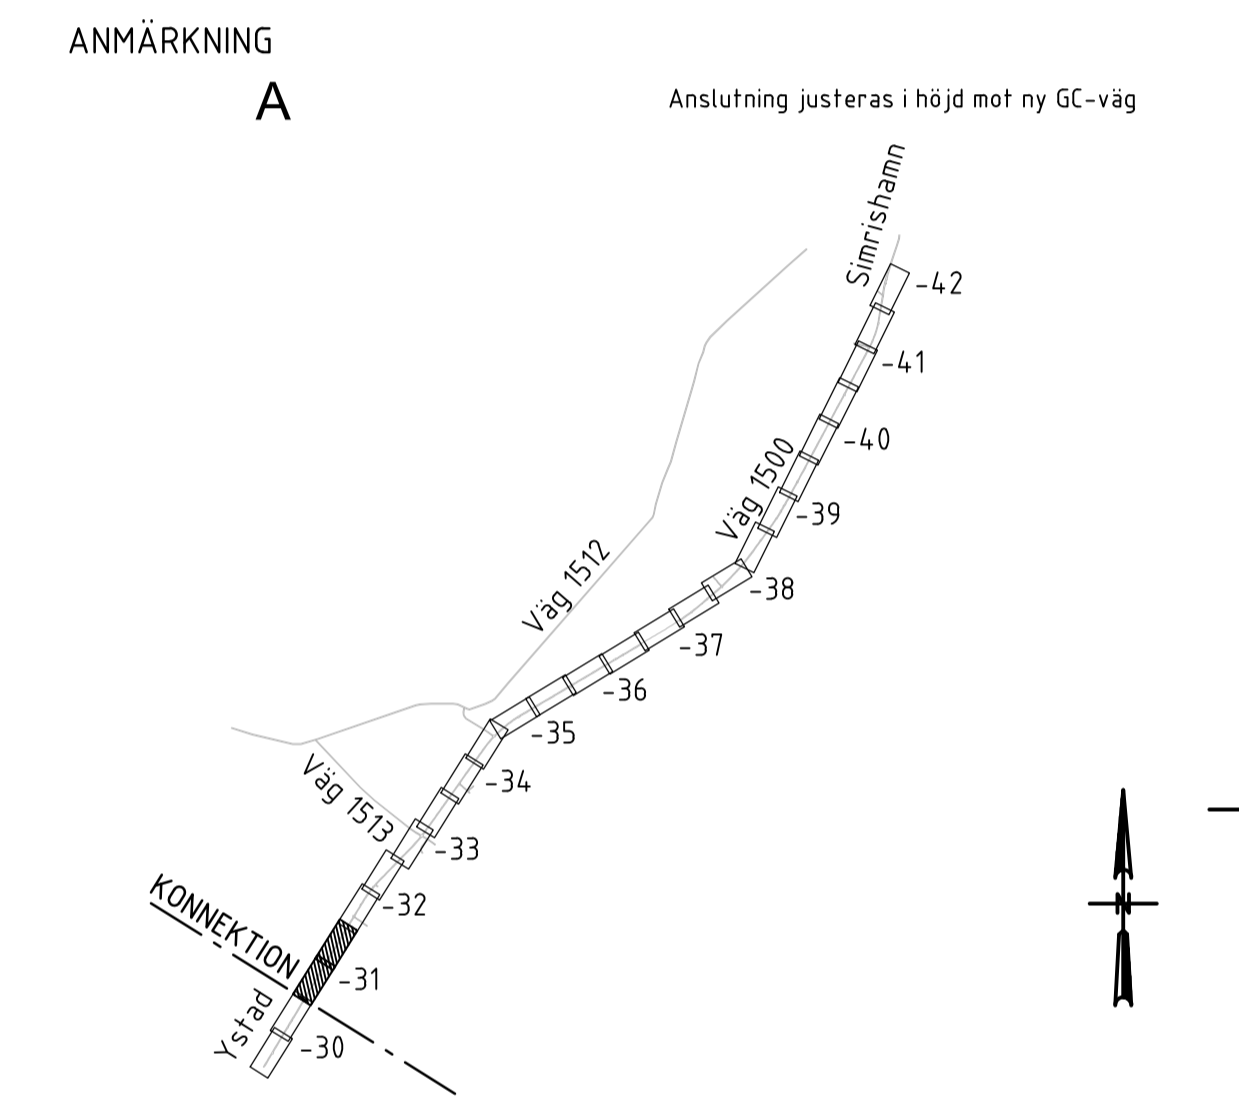 ANMÄRKNING
A
Anslutning justeras i höjd mot ny GC-väg
Simrishamn
-42
-41
-40
Väg 1500
-39
-38
Väg 1512
-37
-36
-35
-34
Väg 1513
-33
-32
KONNEKTION
-31
Ystad
-30
N